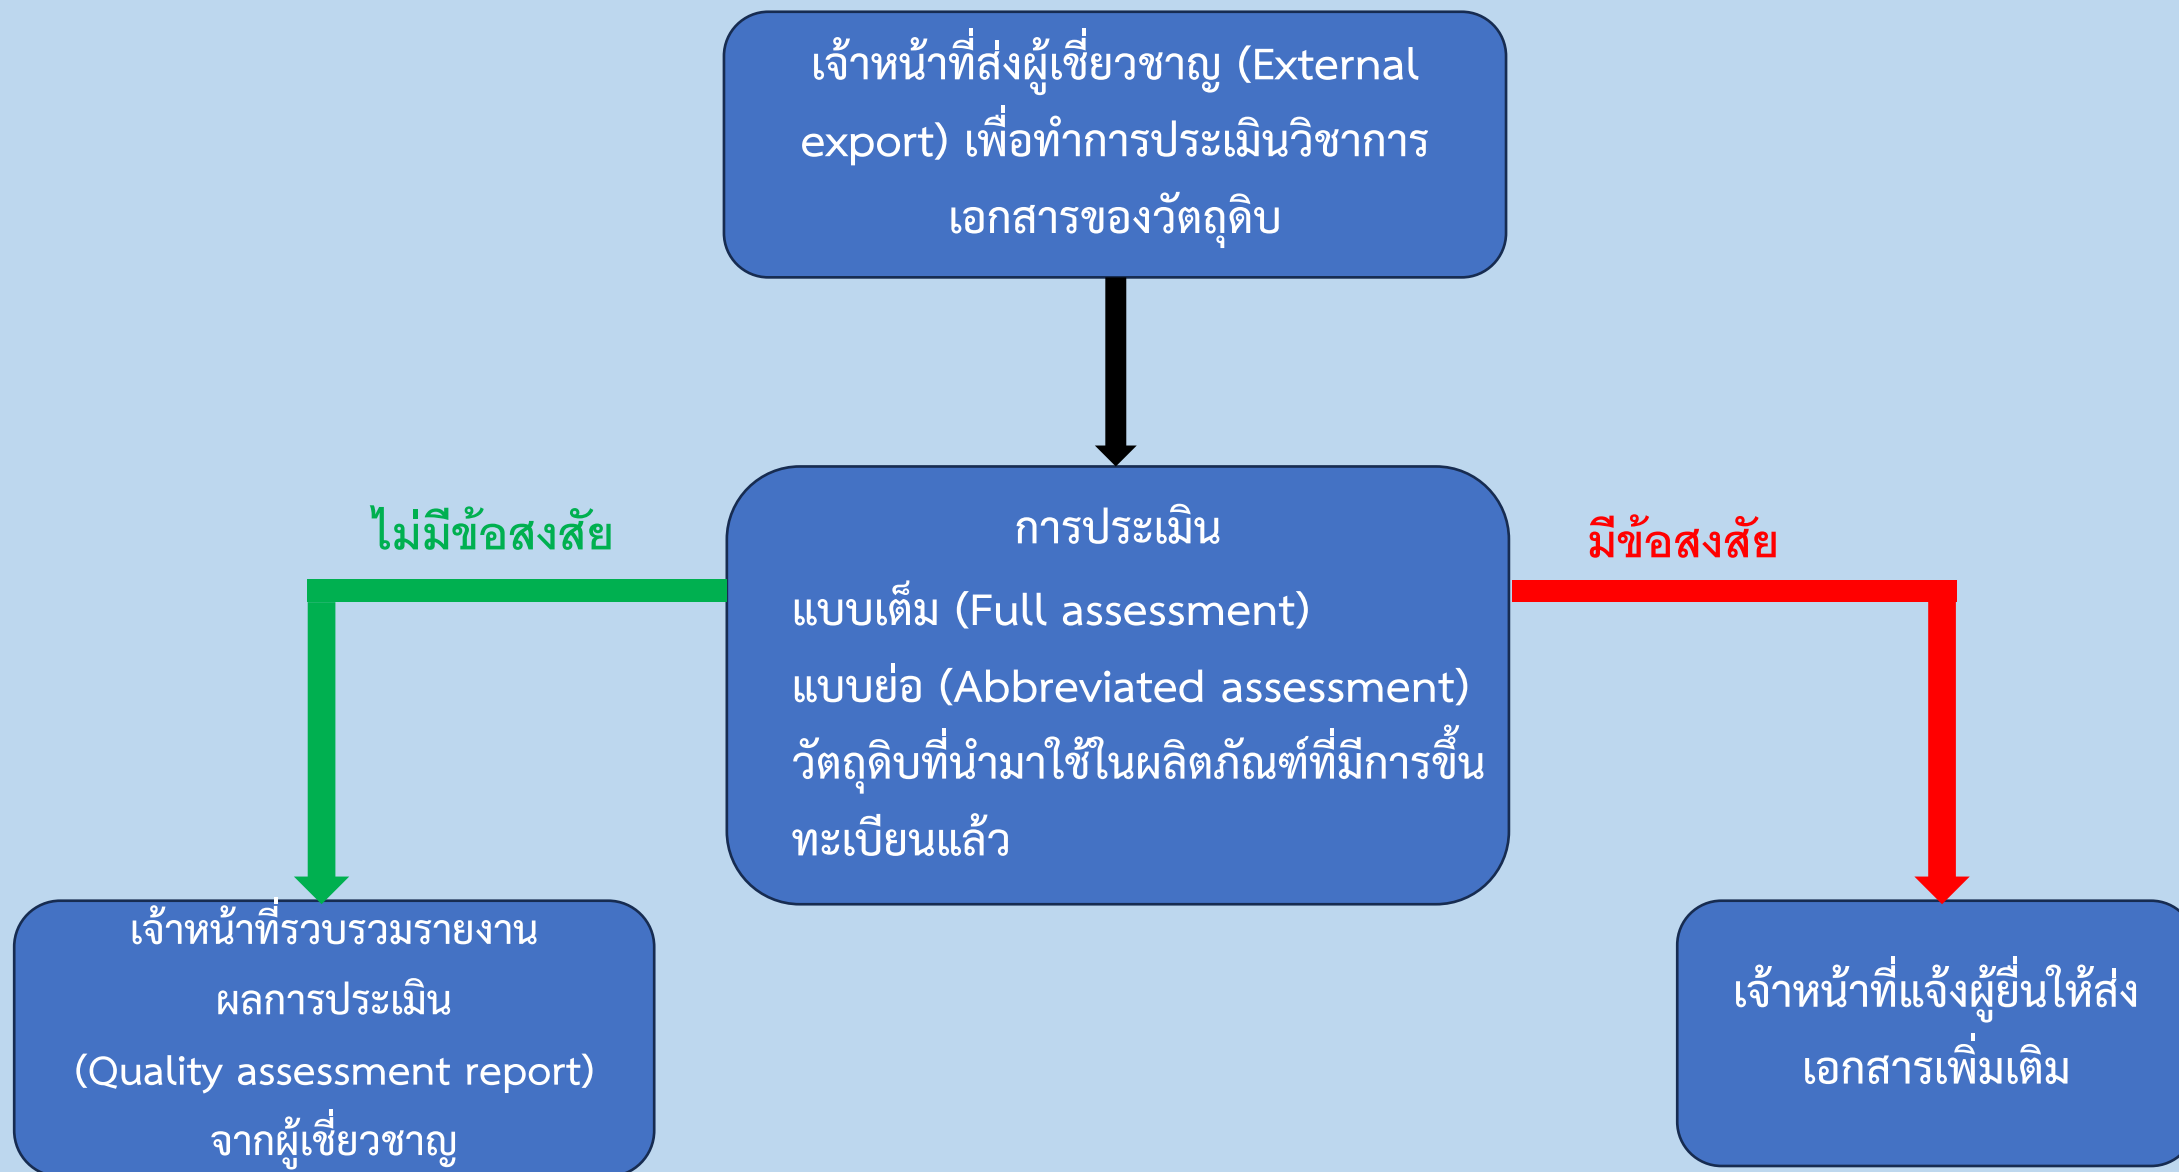 เจ้าหน้าที่ส่งผู้เชี่ยวชาญ (External
export) เพื่อทำการประเมินวิชาการ
เอกสารของวัตถุดิบ
ไม่มีข้อสงสัย
การประเมิน
แบบเต็ม (Full assessment)
แบบย่อ (Abbreviated assessment)
วัตถุดิบที่นำมาใช้ในผลิตภัณฑ์ที่มีการขึ้น
ทะเบียนแล้ว
มีข้อสงสัย
เจ้าหน้าที่รวบรวมรายงาน
ผลการประเมิน
(Quality assessment report)
จากผู้เชี่ยวชาญ
เจ้าหน้าที่แจ้งผู้ยื่นให้ส่ง
เอกสารเพิ่มเติม